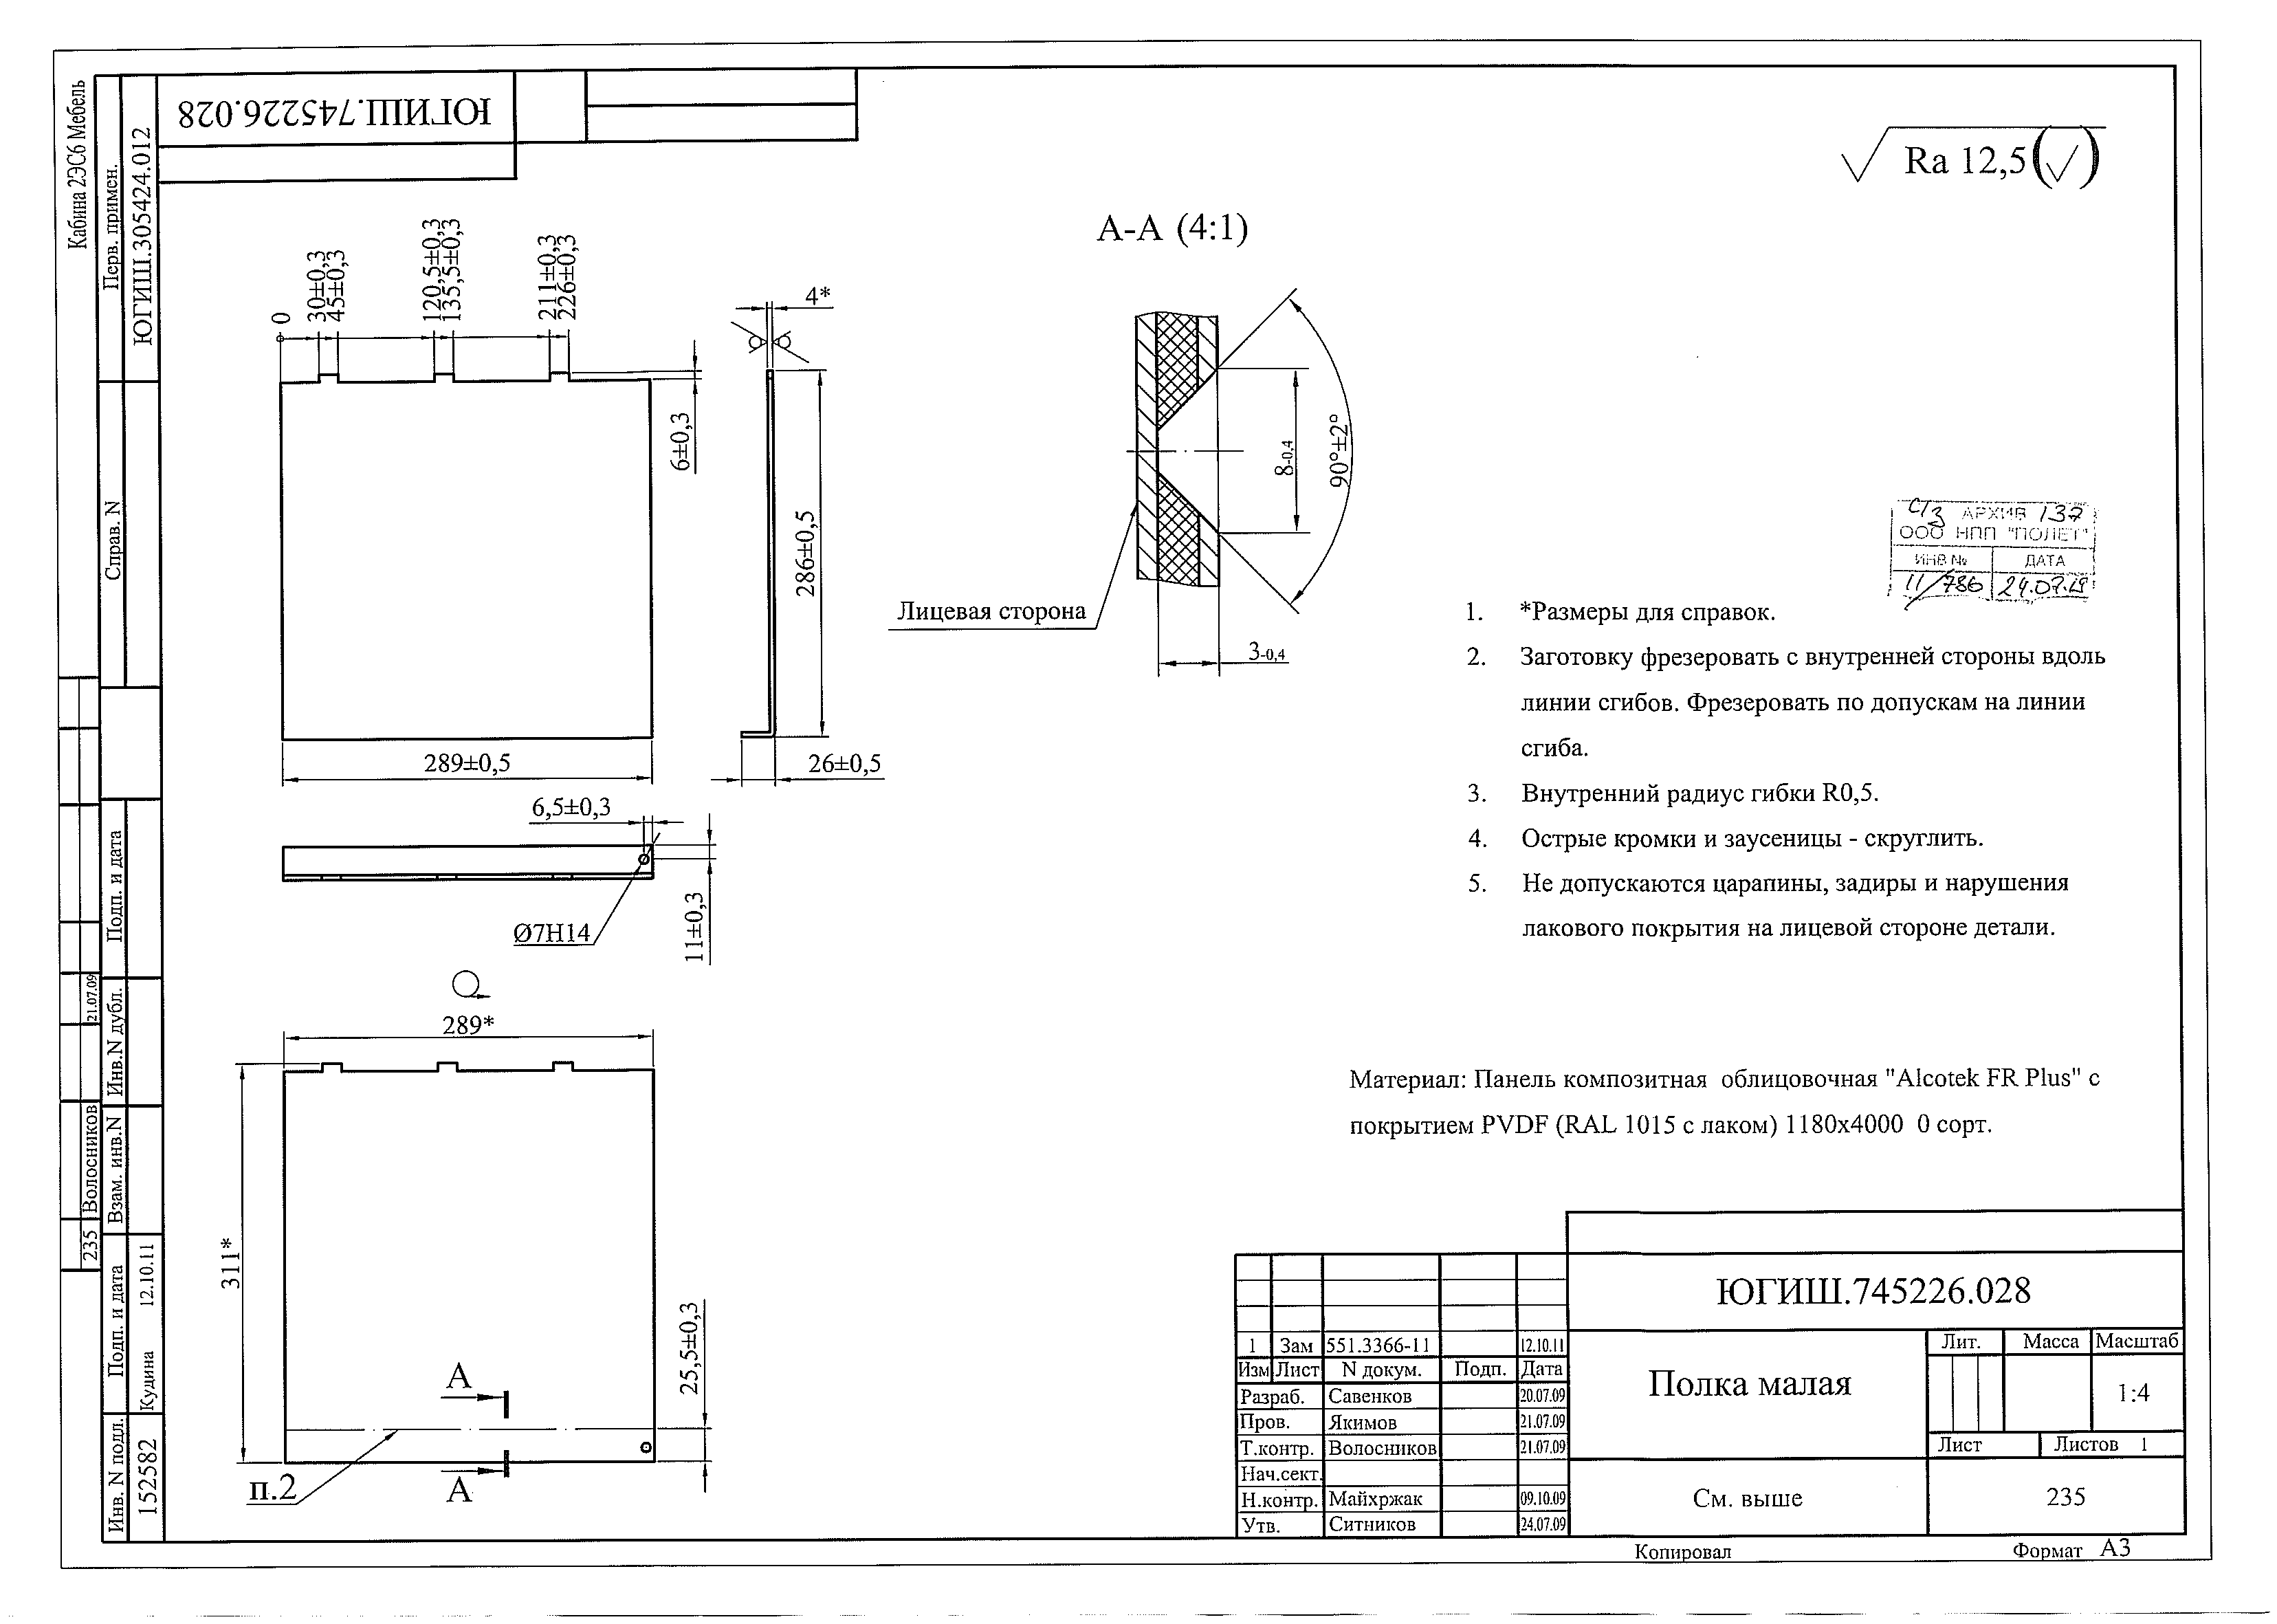 Кабина 2ЭС6 Мебель
Перв. примен.
ЮГИШ.305424.012
Справ. N
Подп. и дата
Инв.N дубл.
21.07.09
Взам. инв.N
Волосников
235
Подп. и дата
Кудина 12.10.11
Инв. N подл.
152582
ЮГИШ.745226.028
Ra 12,5(√)
0
30±0,3
45±0,3
120,5±0,3
135,5±0,3
211±0,3
226±0,3
6±0,3
4*
286±0,5
289±0,5
26±0,5
6,5±0,3
Ø7H14
11±0,3
289*
311*
25,5±0,3
А
А
п.2
А-А (4:1)
8-0,4
90°±2°
3-0,4
Лицевая сторона
с/з АРХИВ 137
ООО НПП "ПОЛЕТ"
ИНВ № ДАТА
11/786 24.07.19
1. *Размеры для справок.
2. Заготовку фрезеровать с внутренней стороны вдоль
линии сгибов. Фрезеровать по допускам на линии
сгиба.
3. Внутренний радиус гибки R0,5.
4. Острые кромки и заусеницы - скруглить.
5. Не допускаются царапины, задиры и нарушения
лакового покрытия на лицевой стороне детали.
Материал: Панель композитная облицовочная "Alcotek FR Plus" с
покрытием PVDF (RAL 1015 с лаком) 1180х4000 0 сорт.
ЮГИШ.745226.028
1 Зам 551.3366-11 12.10.11
Изм Лист N докум. Подп. Дата
Разраб. Савенков 20.07.09
Пров. Якимов 21.07.09
Т.контр. Волосников 21.07.09
Нач.сект.
Н.контр. Майхржак 09.10.09
Утв. Ситников 24.07.09
Полка малая
Лит. Масса Масштаб
1:4
Лист Листов 1
См. выше
235
Копировал Формат А3